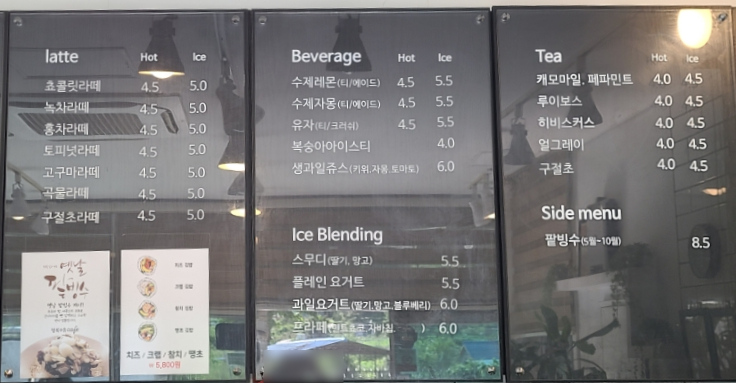 latte Hot Ice
쵸콜릿라떼 4.5 5.0
녹차라떼 4.5 5.0
홍차라떼 4.5 5.0
토피넛라떼 4.5 5.0
고구마라떼 4.5 5.0
곡물라떼 4.5 5.0
구절초라떼 4.5 5.0
옛날
치즈 / 크랩 / 참치 / 땡초
5,800원
Beverage Hot Ice
수제레몬(티/에이드) 4.5 5.5
수제자몽(티/에이드) 4.5 5.5
유자(티/크러쉬) 4.5 5.5
복숭아아이스티 4.0
생과일쥬스(키위.자몽.토마토) 6.0
Ice Blending
스무디(딸기, 망고) 5.5
플레인 요거트 5.5
과일요거트(딸기,망고,블루베리) 6.0
프라페( ) 6.0
Tea Hot Ice
캐모마일. 페파민트 4.0 4.5
루이보스 4.0 4.5
히비스커스 4.0 4.5
얼그레이 4.0 4.5
구절초 4.0 4.5
Side menu
팥빙수(5월~10월) 8.5